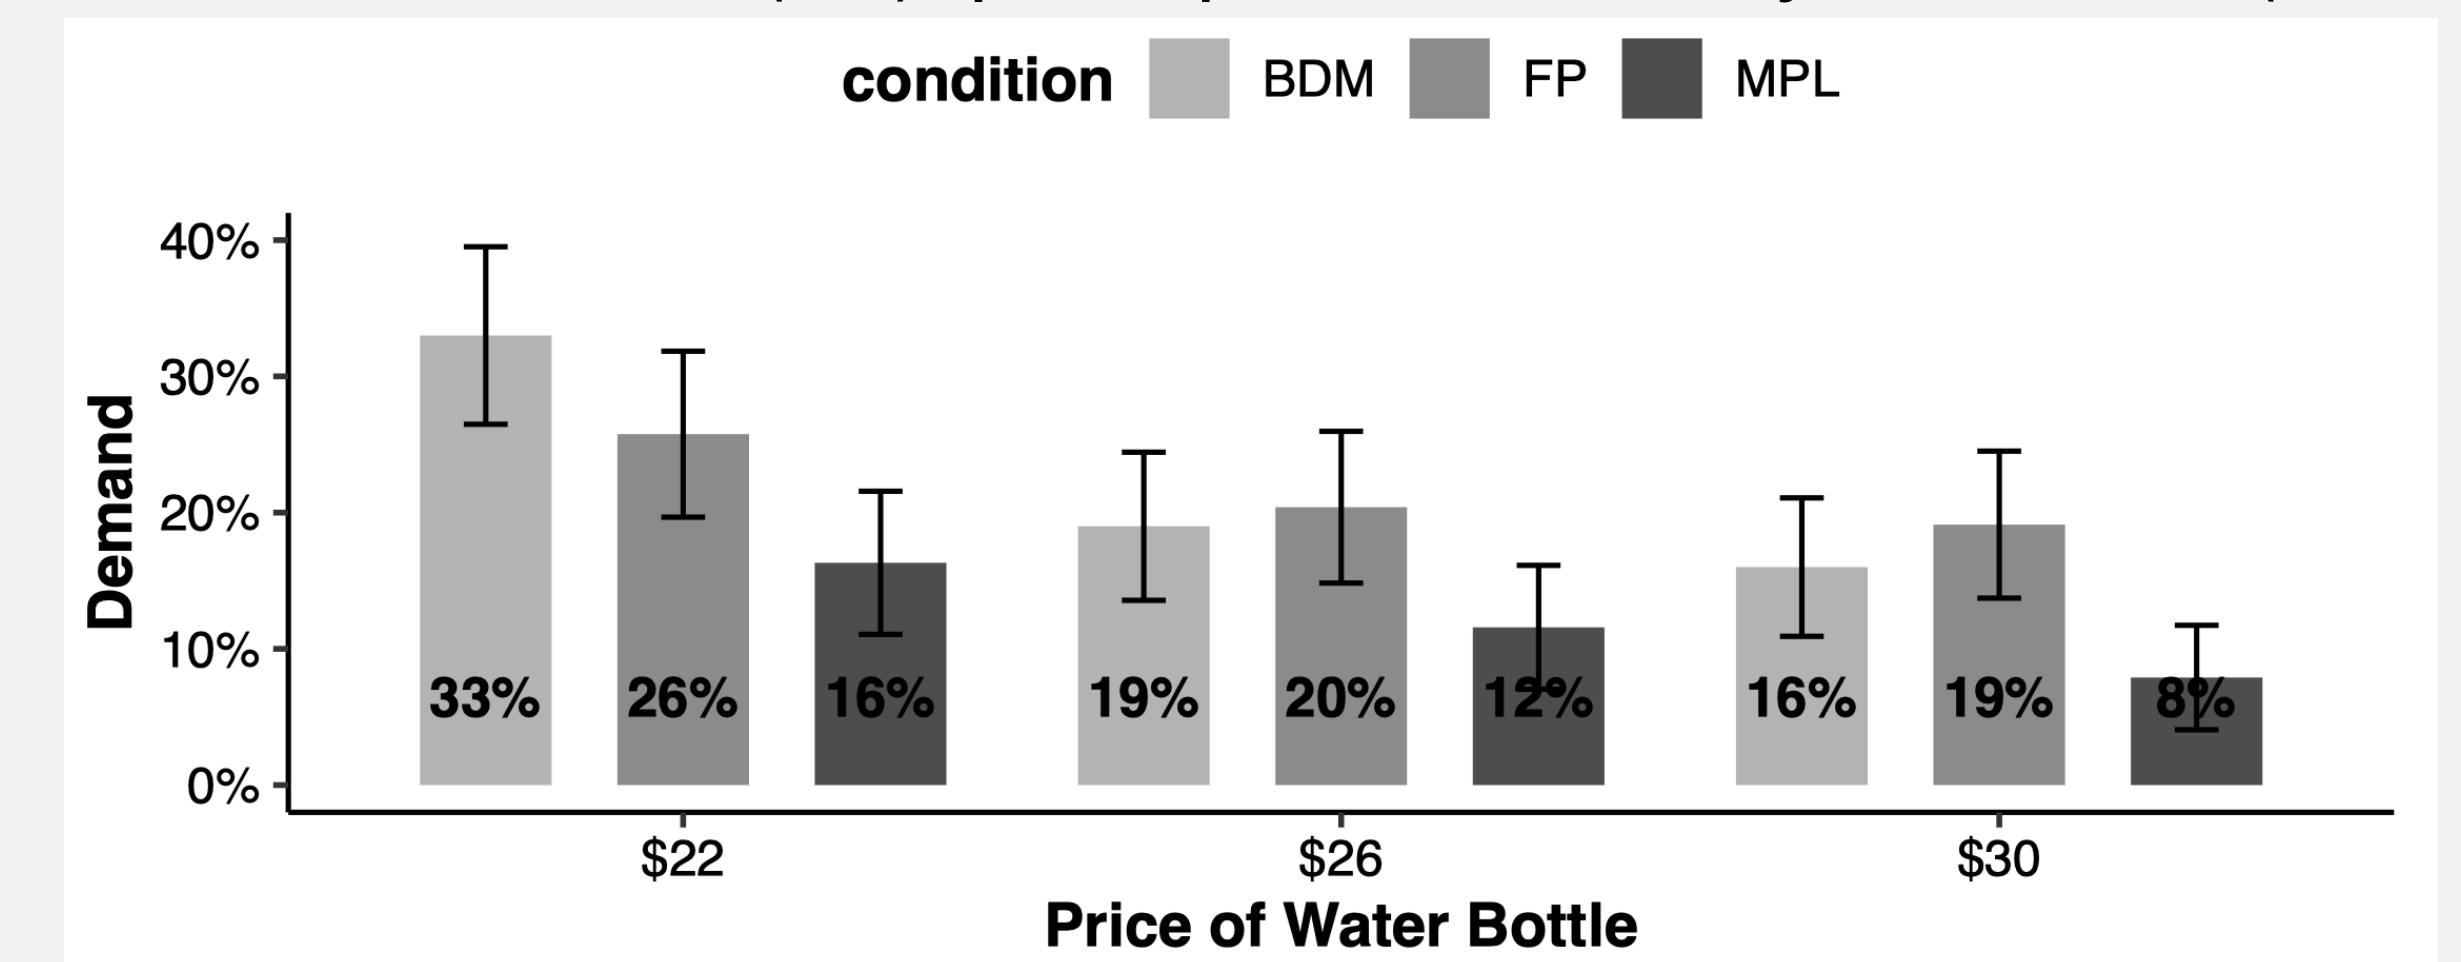 condition BDM FP MPL
40%
30%
20%
10%
0%
Demand
33% 26% 16% 19% 20% 12% 16% 19% 8%
$22 $26 $30
Price of Water Bottle